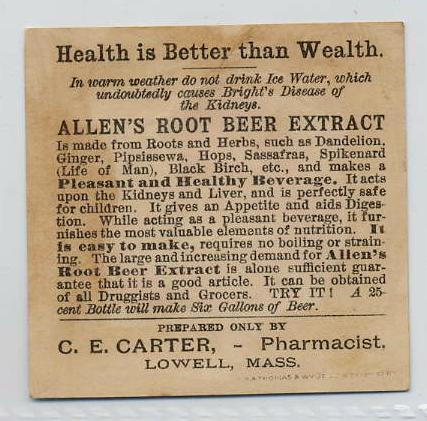 Health is Better than Wealth.
In warm weather do not drink Ice Water, which
undoubtedly causes Bright's Disease of
the Kidneys.
ALLEN'S ROOT BEER EXTRACT
Is made from Roots and Herbs, such as Dandelion,
Ginger, Pipsissewa, Hops, Sassafras, Spikenard
(Life of Man), Black Birch, etc., and makes a
Pleasant and Healthy Beverage. It acts
upon the Kidneys and Liver, and is perfectly safe
for children. It gives an Appetite and aids Diges-
tion. While acting as a pleasant beverage, it fur-
nishes the most valuable elements of nutrition. It
is easy to make, requires no boiling or strain-
ing. The large and increasing demand for Allen's
Root Beer Extract is alone sufficient guar-
antee that it is a good article. It can be obtained
of all Druggists and Grocers. TRY IT! A 25-
cent Bottle will make Six Gallons of Beer.
PREPARED ONLY BY
C. E. CARTER, - Pharmacist,
LOWELL, MASS.